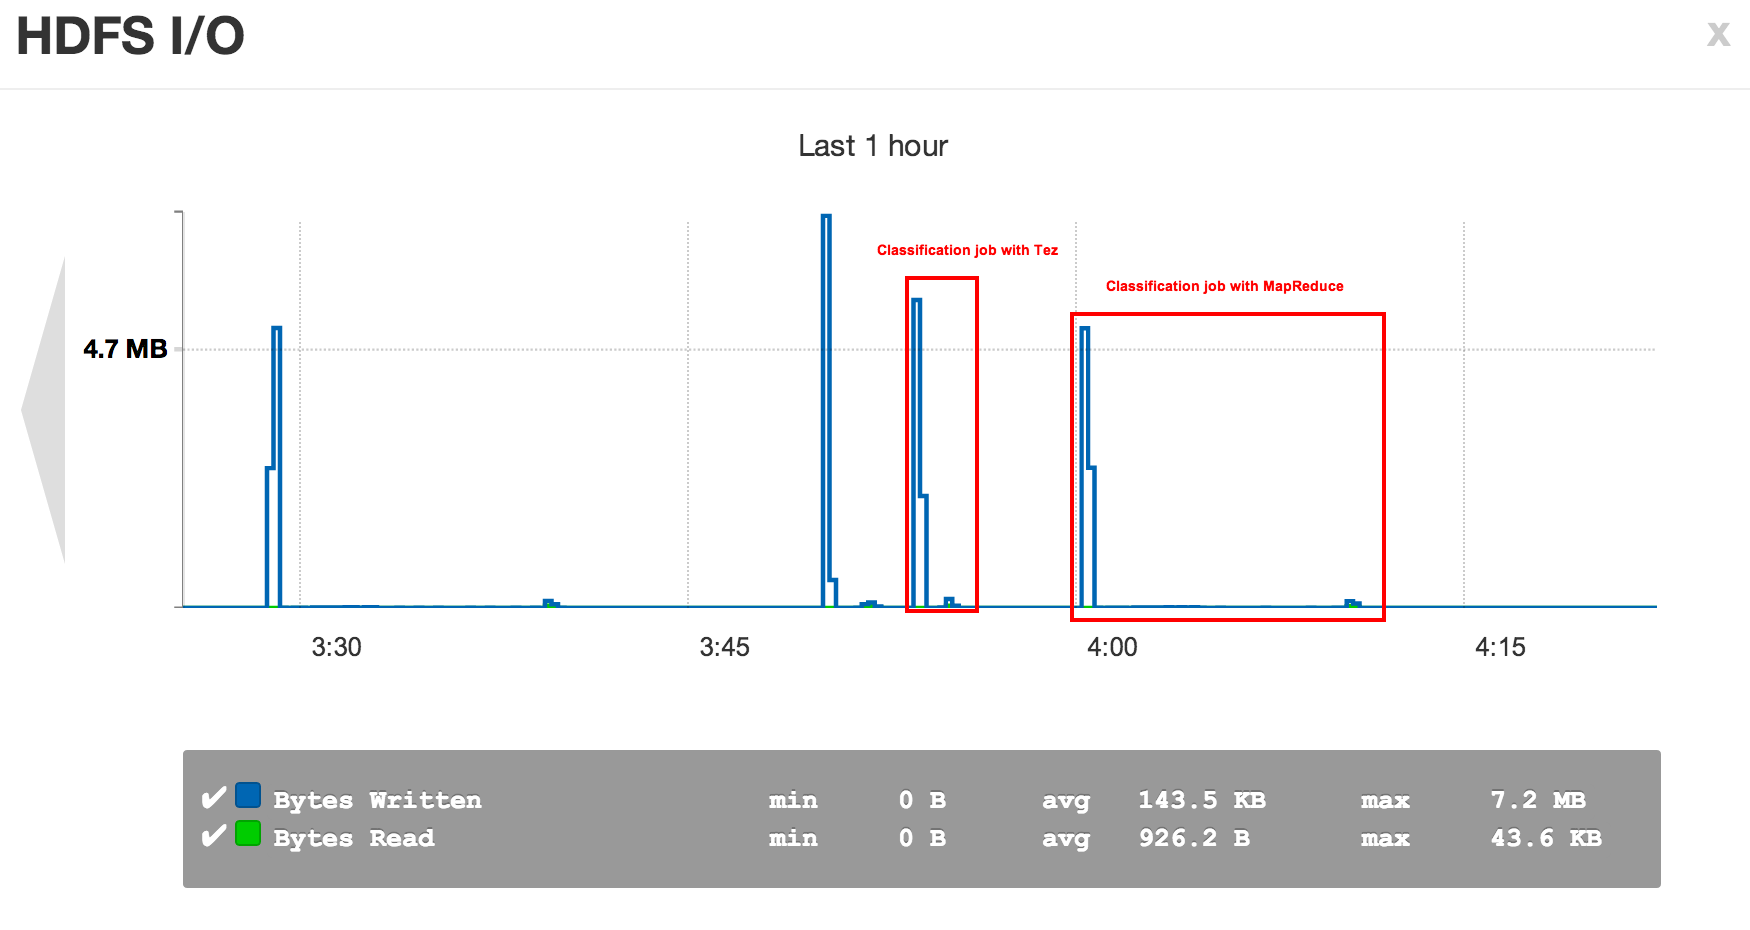 HDFS I/O
x
Last 1 hour
Classification job with Tez
Classification job with MapReduce
4.7 MB
3:30 3:45 4:00 4:15
✔ Bytes Written min 0 B avg 143.5 KB max 7.2 MB
✔ Bytes Read min 0 B avg 926.2 B max 43.6 KB